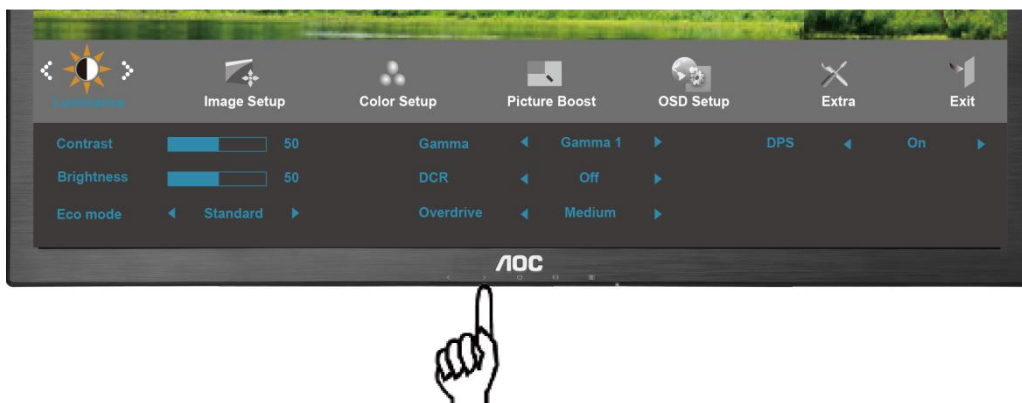 Luminance
Image Setup
Color Setup
Picture Boost
OSD Setup
Extra
Exit
Contrast 50 Gamma Gamma 1 DPS On
Brightness 50 DCR Off
Eco mode Standard Overdrive Medium
AOC